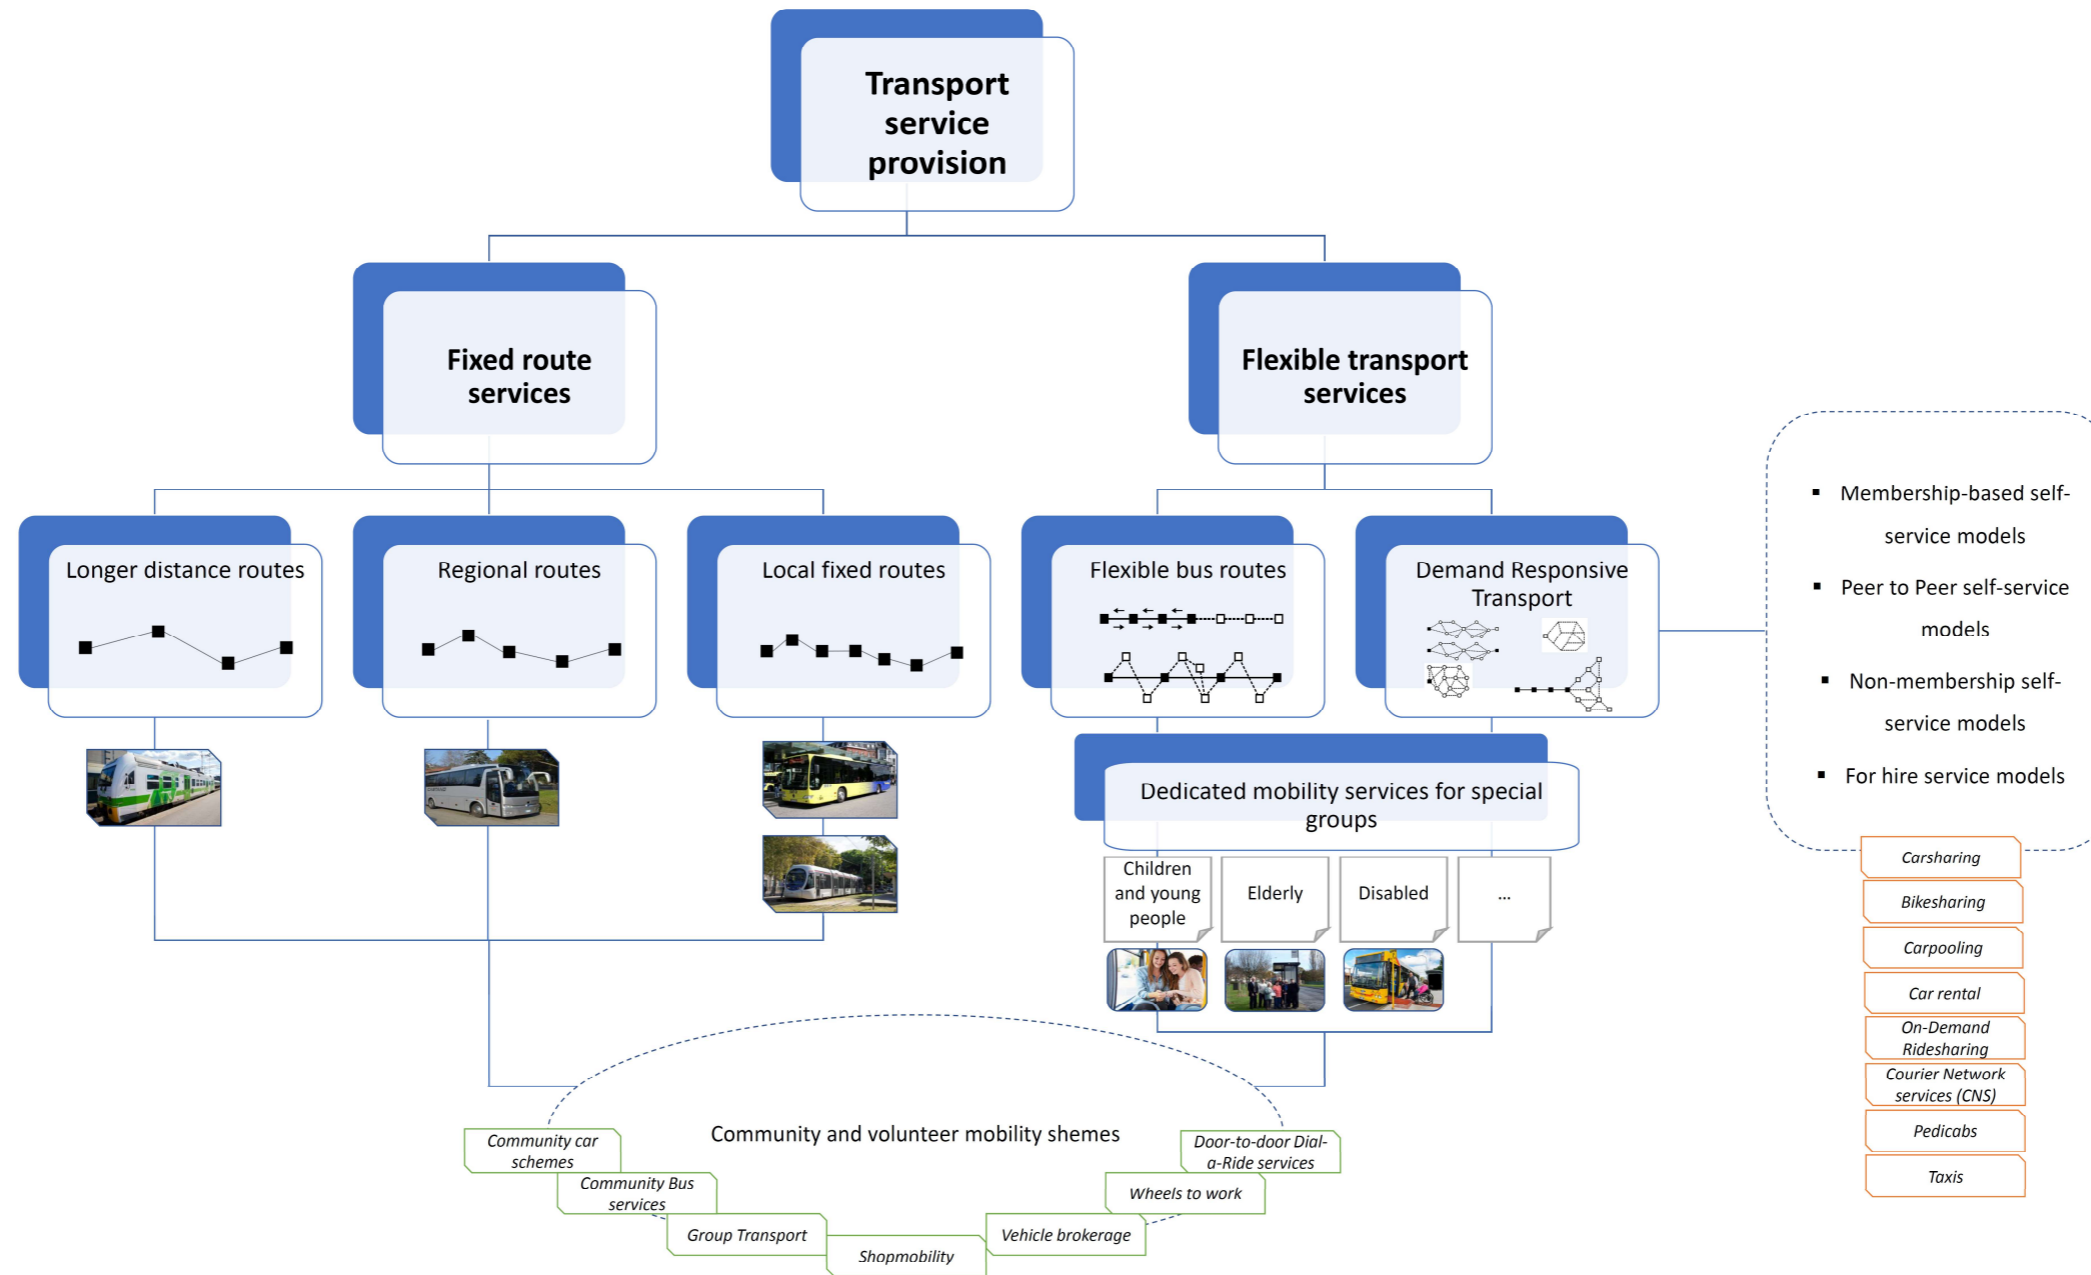 Transport
service
provision
Fixed route
services
Flexible transport
services
Longer distance routes
Regional routes
Local fixed routes
Flexible bus routes
Demand Responsive
Transport
▪ Membership-based self-
service models
▪ Peer to Peer self-service
models
▪ Non-membership self-
service models
▪ For hire service models
Dedicated mobility services for special
groups
Children
and young
people
Elderly
Disabled
...
Carsharing
Bikesharing
Carpooling
Car rental
On-Demand
Ridesharing
Courier Network
services (CNS)
Pedicabs
Taxis
Community and volunteer mobility shemes
Community car
schemes
Community Bus
services
Group Transport
Shopmobility
Vehicle brokerage
Wheels to work
Door-to-door Dial-
a-Ride services